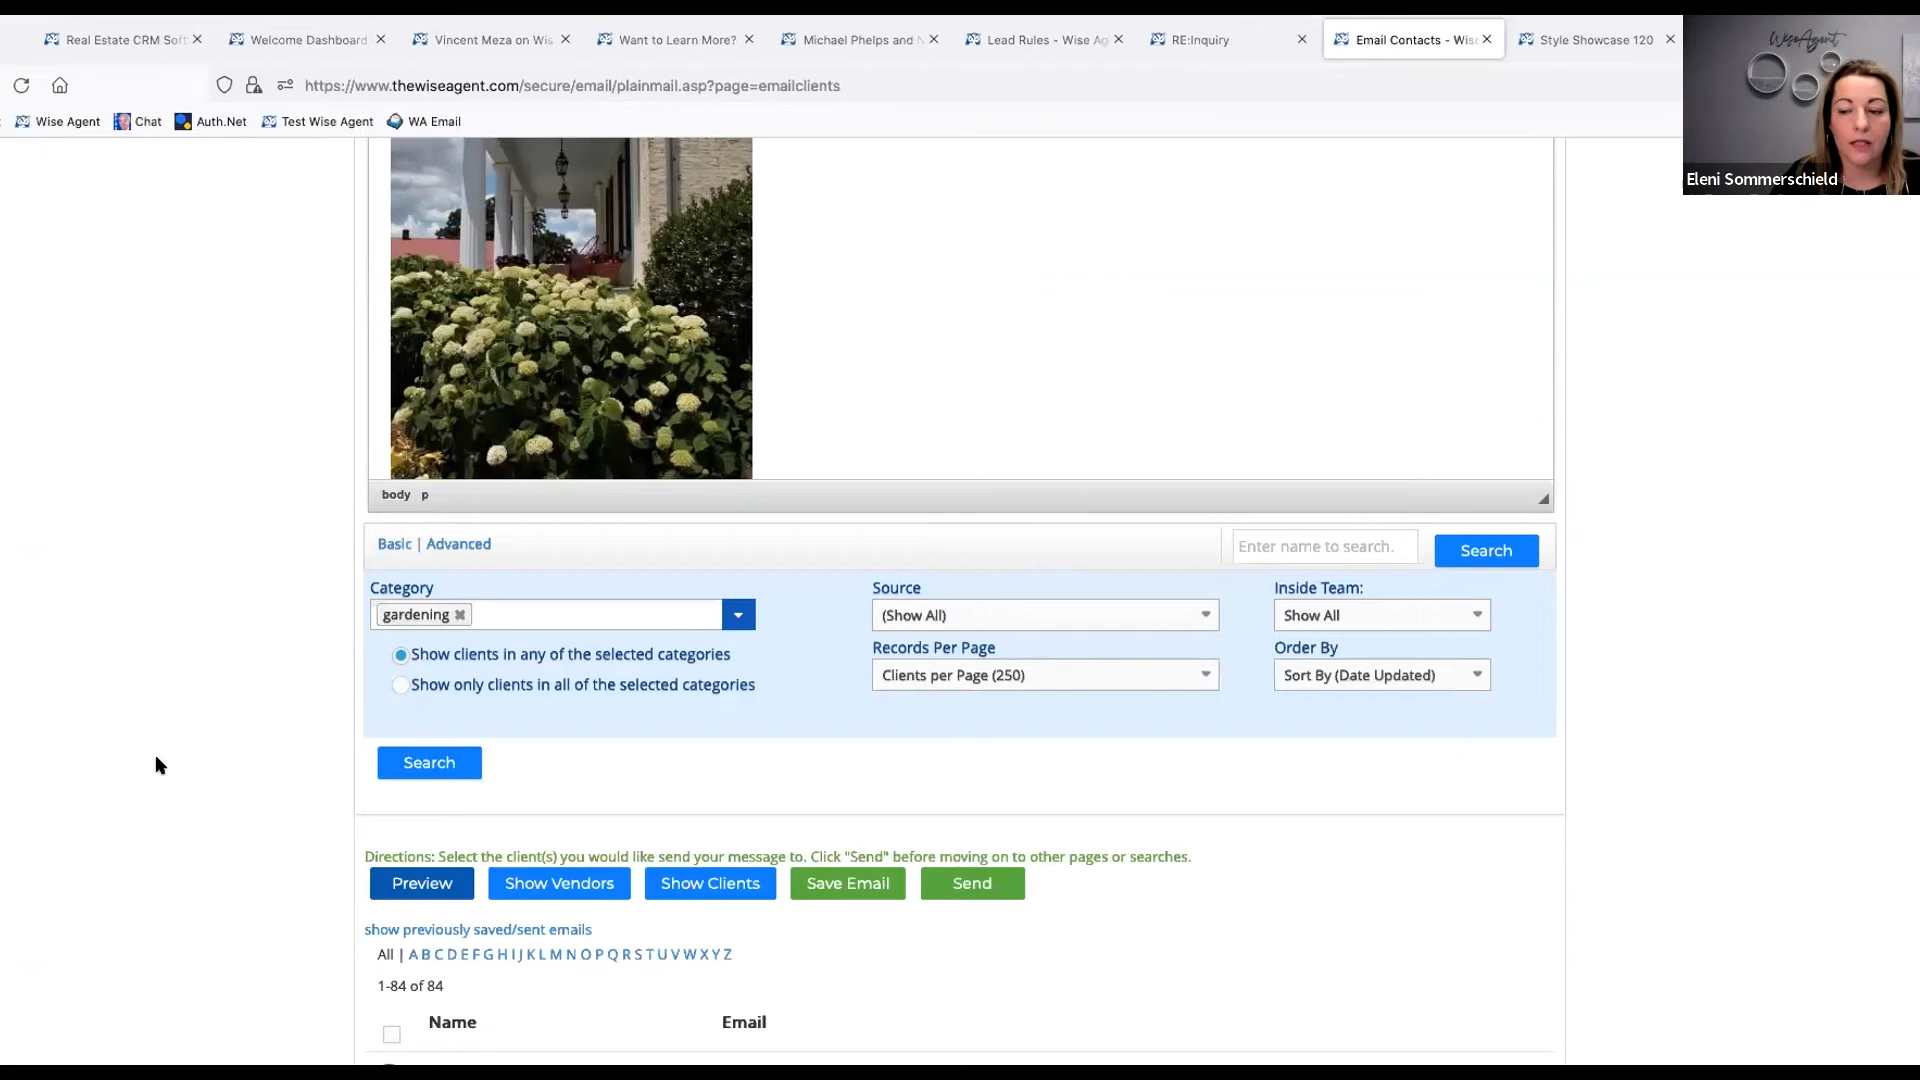 Real Estate CRM Soft
Welcome Dashboard
Vincent Meza on Wis
Want to Learn More?
Michael Phelps and N
Lead Rules - Wise Ag
RE:Inquiry
Email Contacts - Wisc
Style Showcase 120
https://www.thewiseagent.com/secure/email/plainmail.asp?page=emailclients
Wise Agent
Chat
Auth.Net
Test Wise Agent
WA Email
WiseAgent
Eleni Sommerschield
body p
Basic | Advanced
Enter name to search.
Search
Category
Source
Inside Team:
gardening
(Show All)
Show All
Show clients in any of the selected categories
Records Per Page
Order By
Show only clients in all of the selected categories
Clients per Page (250)
Sort By (Date Updated)
Search
Directions: Select the client(s) you would like send your message to. Click "Send" before moving on to other pages or searches.
Preview
Show Vendors
Show Clients
Save Email
Send
show previously saved/sent emails
All | A B C D E F G H I J K L M N O P Q R S T U V W X Y Z
1-84 of 84
Name
Email